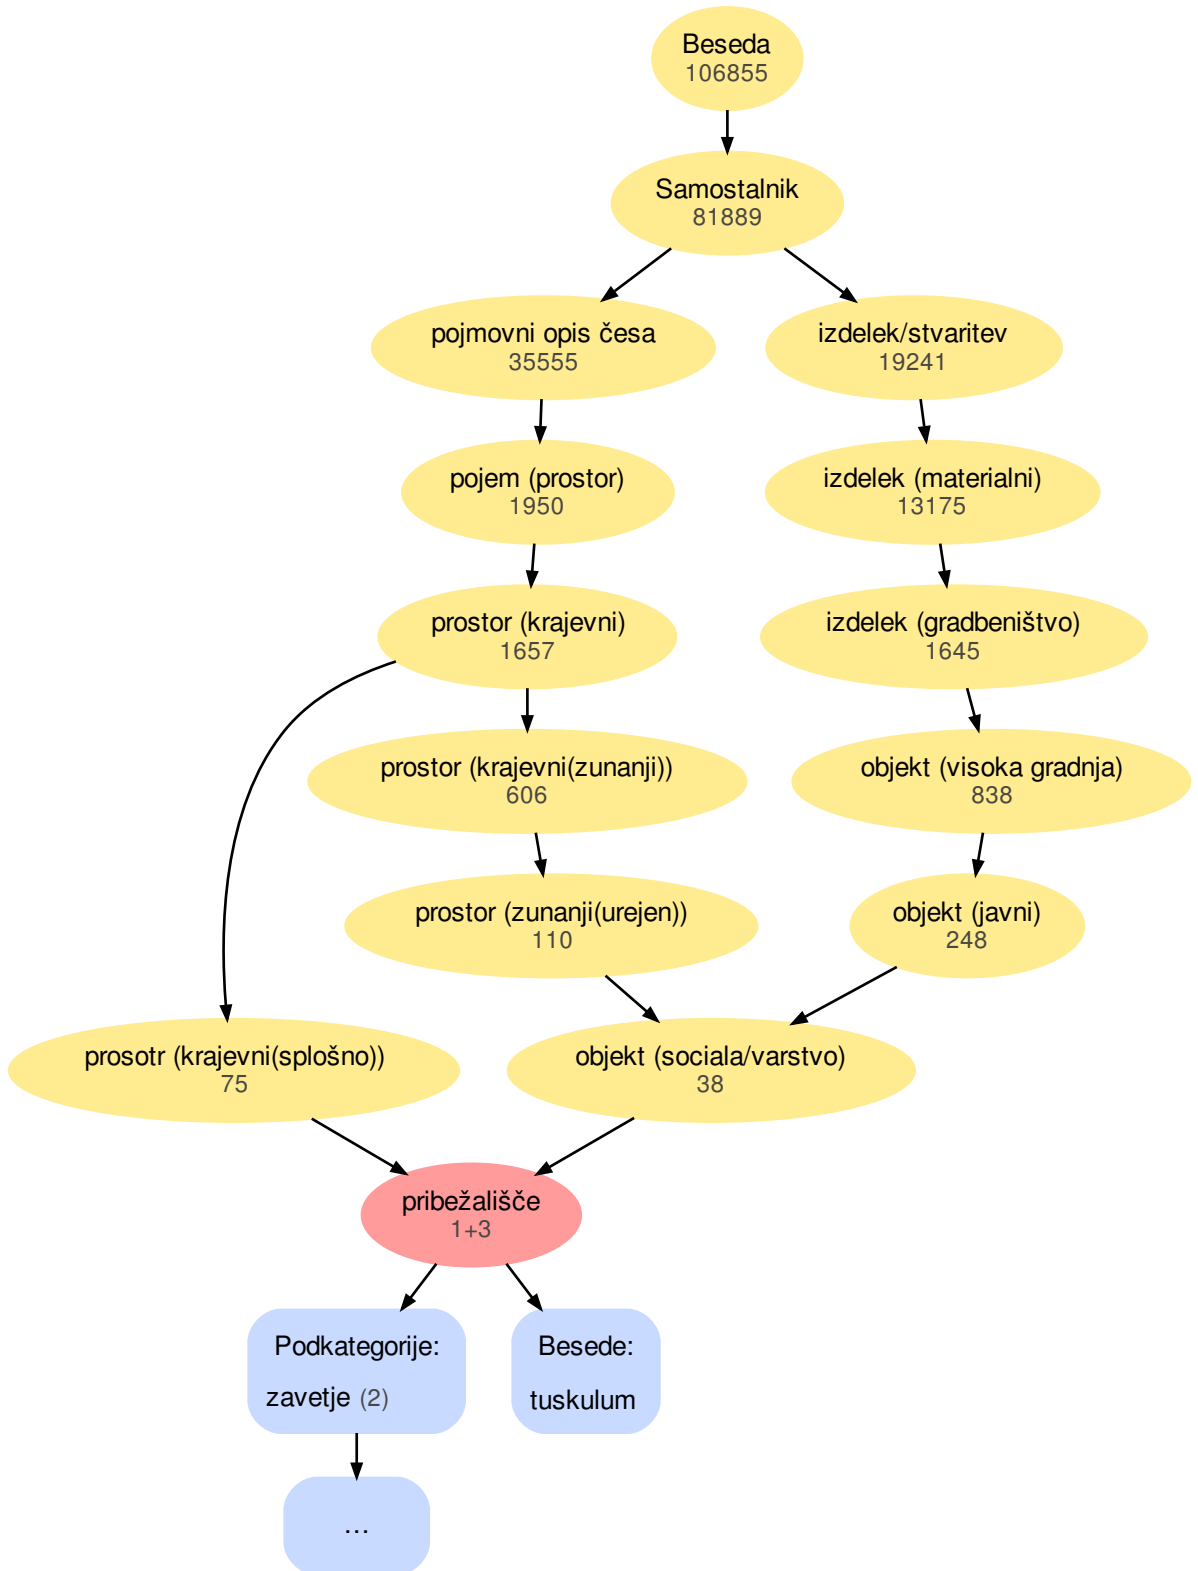 Beseda
106855
Samostalnik
81889
pojmovni opis česa
35555
izdelek/stvaritev
19241
pojem (prostor)
1950
izdelek (materialni)
13175
prostor (krajevni)
1657
izdelek (gradbeništvo)
1645
prostor (krajevni(zunanji))
606
objekt (visoka gradnja)
838
prostor (zunanji(urejen))
110
objekt (javni)
248
prosotr (krajevni(splošno))
75
objekt (sociala/varstvo)
38
pribežališče
1+3
Podkategorije:
zavetje (2)
Besede:
tuskulum
...